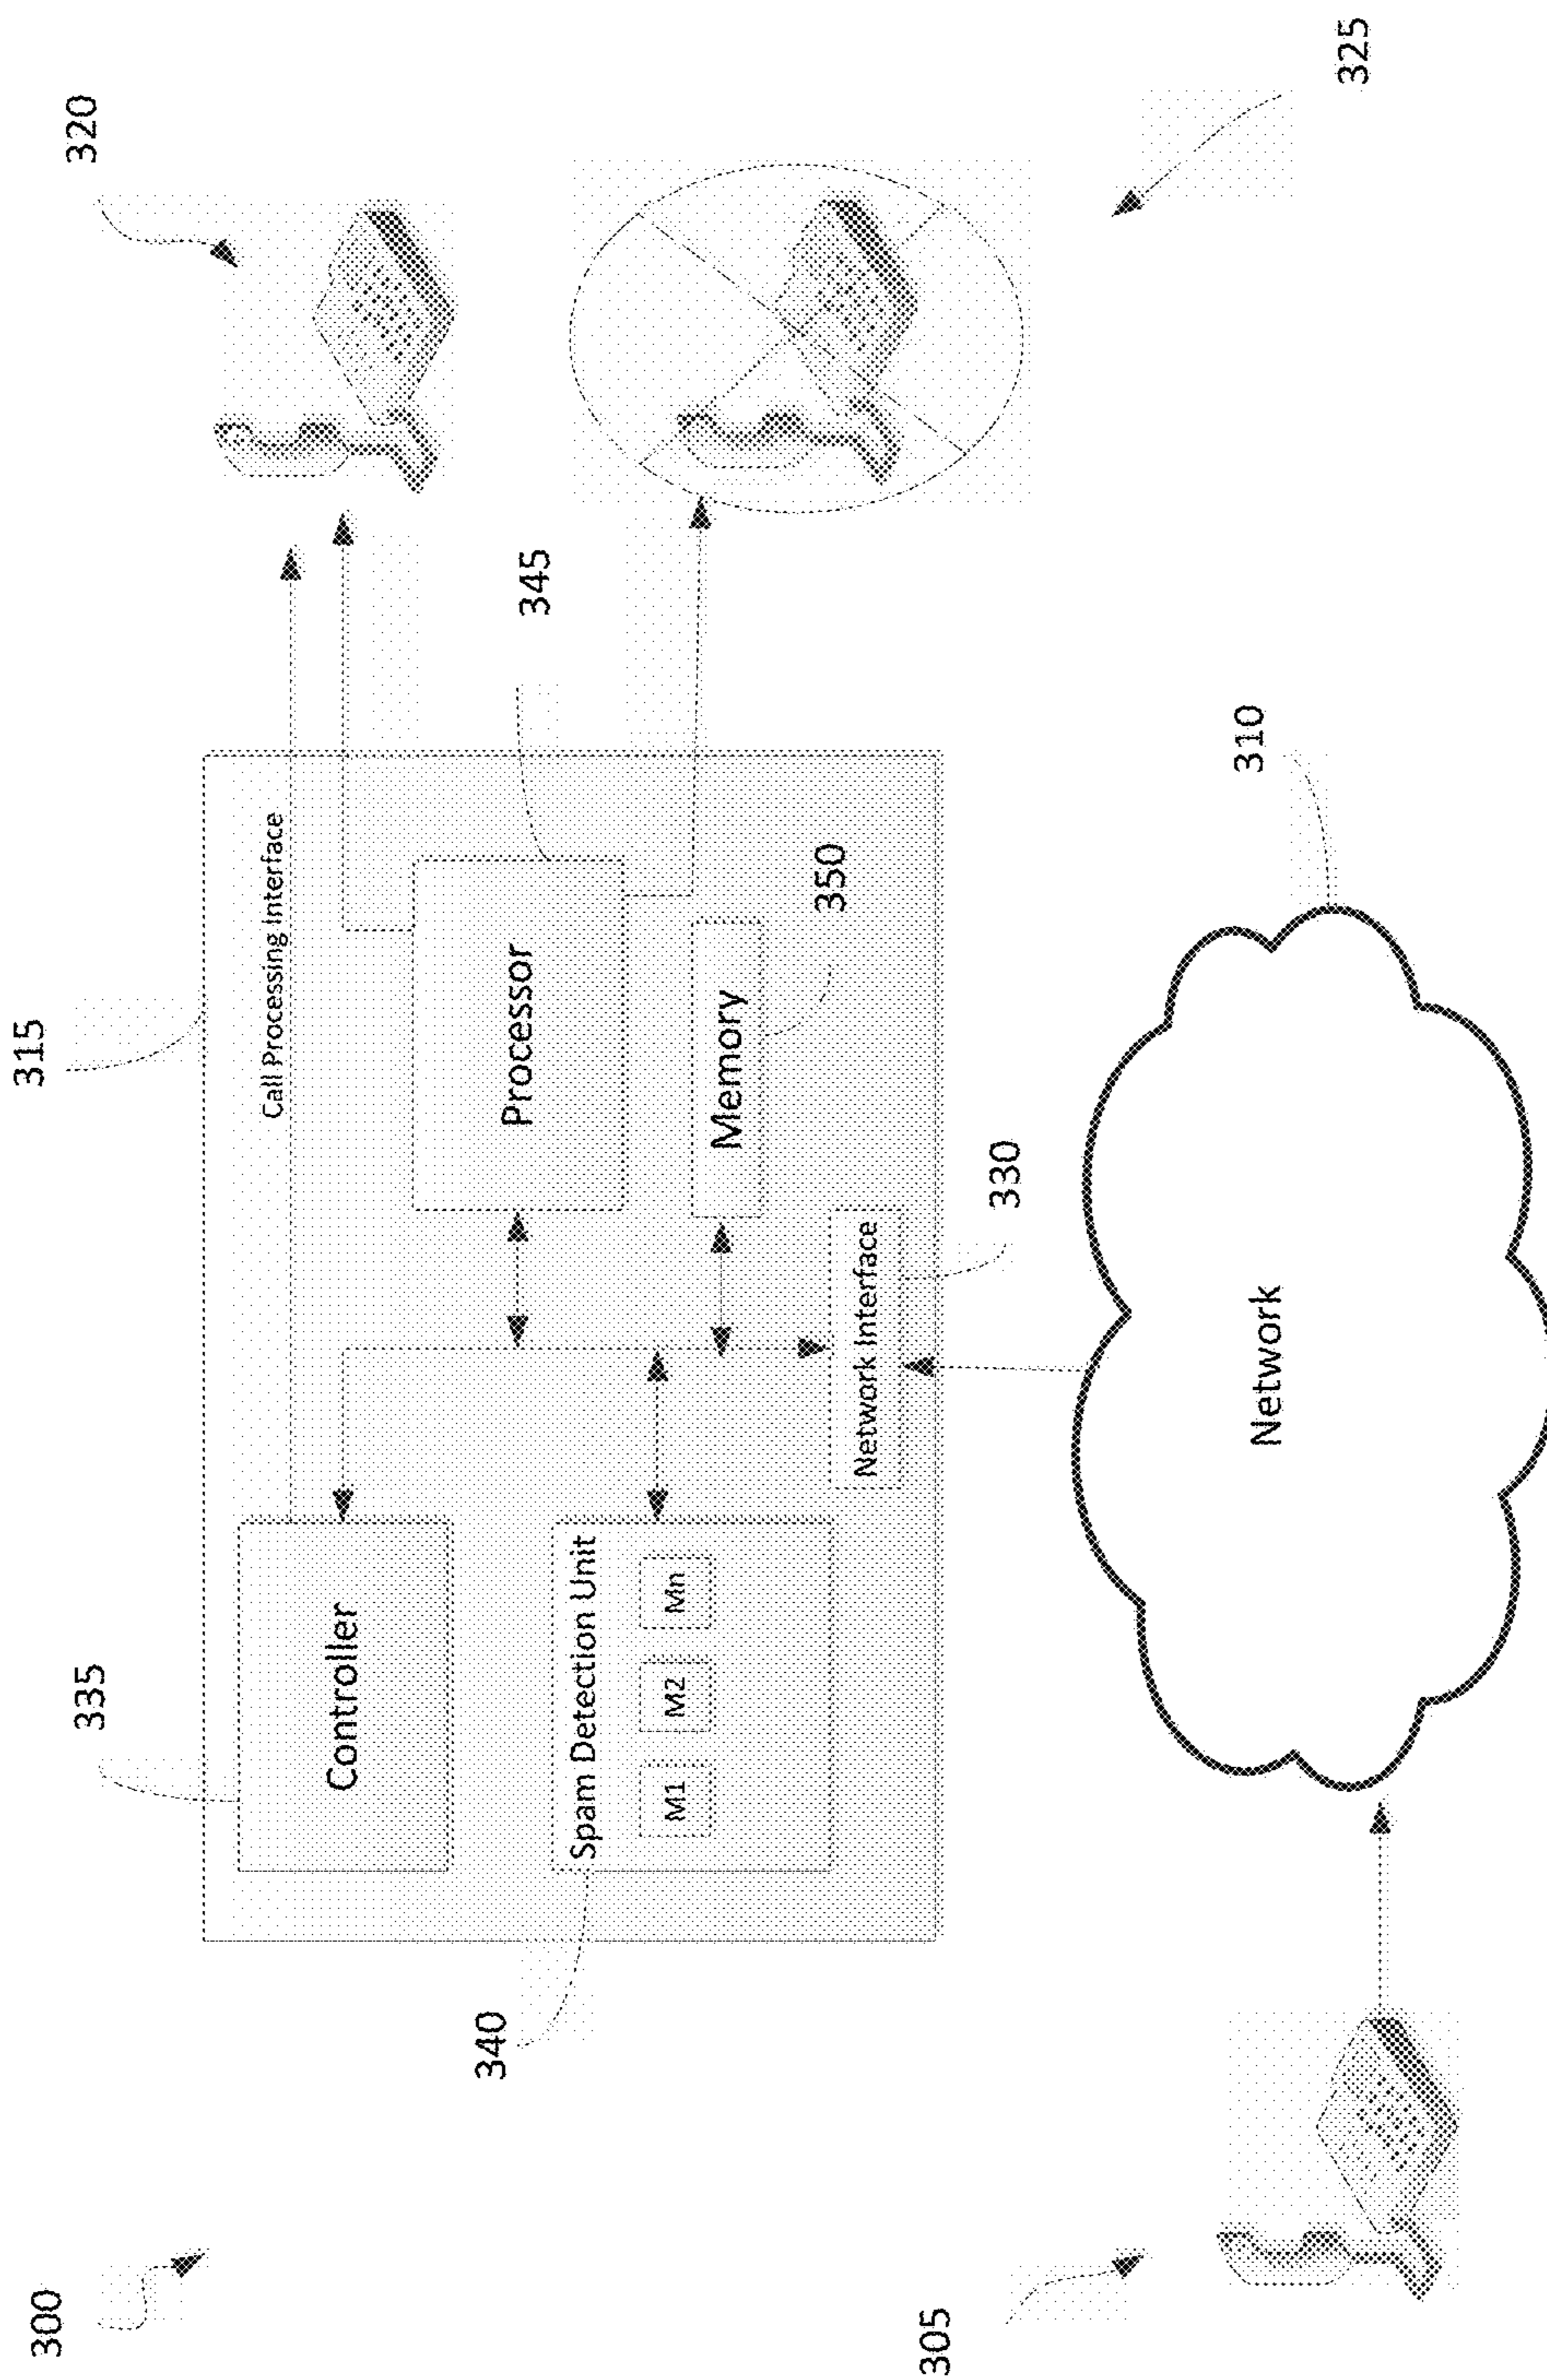 300
335
315
320
Controller
Call Processing Interface
340
Spam Detection Unit
M1
M2
Mn
Processor
345
Memory
350
Network Interface
330
325
305
Network
310